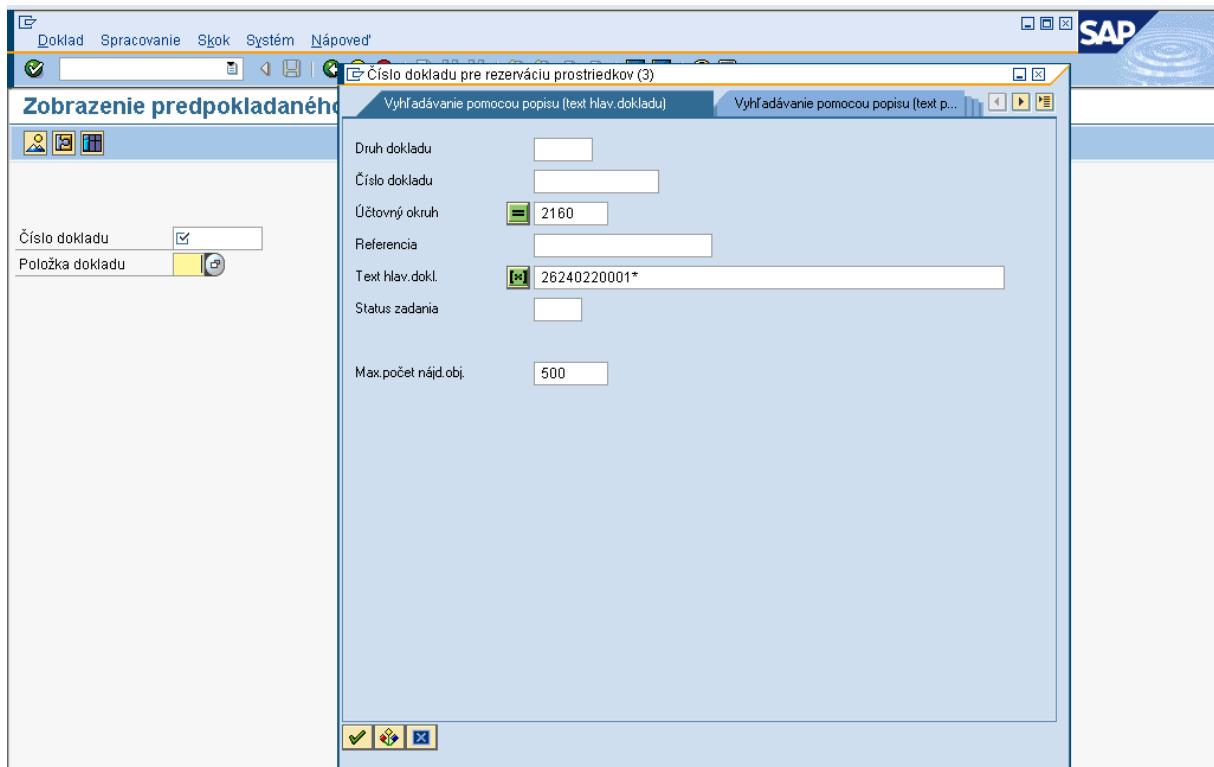 Doklad Spracovanie Skok Systém Nápoveď
SAP
Číslo dokladu pre rezerváciu prostriedkov (3)
Zobrazenie predpokladaného
Vyhľadávanie pomocou popisu (text hlav.dokladu) Vyhľadávanie pomocou popisu (text p...
Druh dokladu
Číslo dokladu
Účtovný okruh 2160
Referencia
Text hlav.dokl. 26240220001*
Status zadania
Max.počet nájd.obj. 500
Číslo dokladu
Položka dokladu